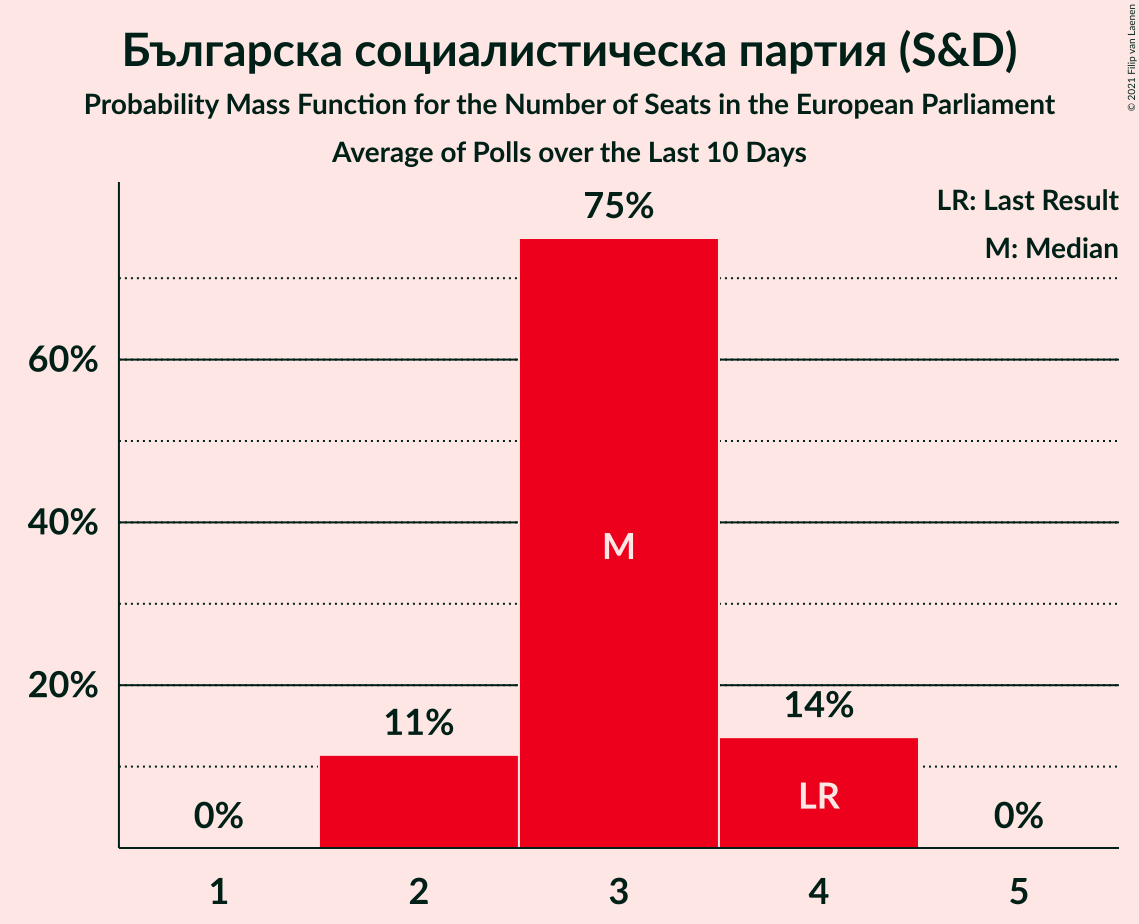 Българска социалистическа партия (S&D)
Probability Mass Function for the Number of Seats in the European Parliament
Average of Polls over the Last 10 Days
© 2021 Filip van Laenen
LR: Last Result
M: Median
75%
60%
40%
M
20%
14%
11%
LR
0%
0%
1
2
3
4
5